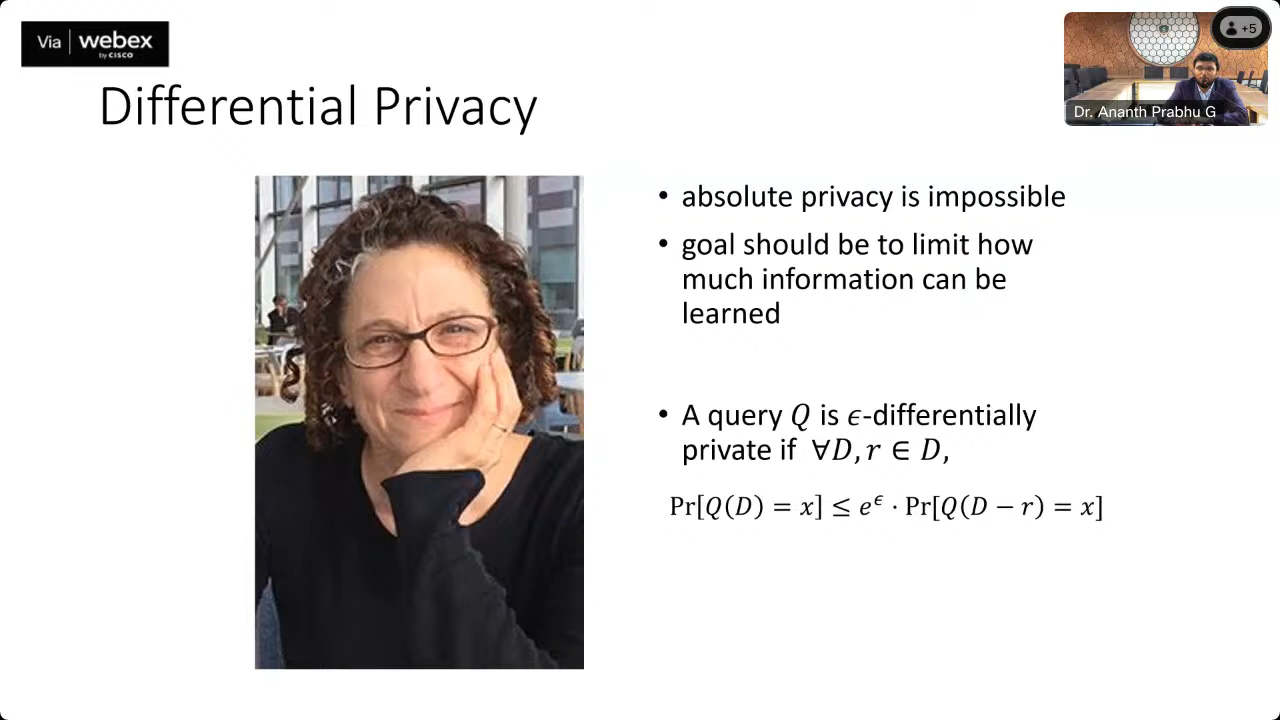 Via | webex
by CISCO
+5
Dr. Ananth Prabhu G
Differential Privacy
• absolute privacy is impossible
• goal should be to limit how
much information can be
learned
• A query Q is ϵ-differentially
private if ∀D, r ∈ D,
Pr[Q(D) = x] ≤ e^ϵ · Pr[Q(D − r) = x]